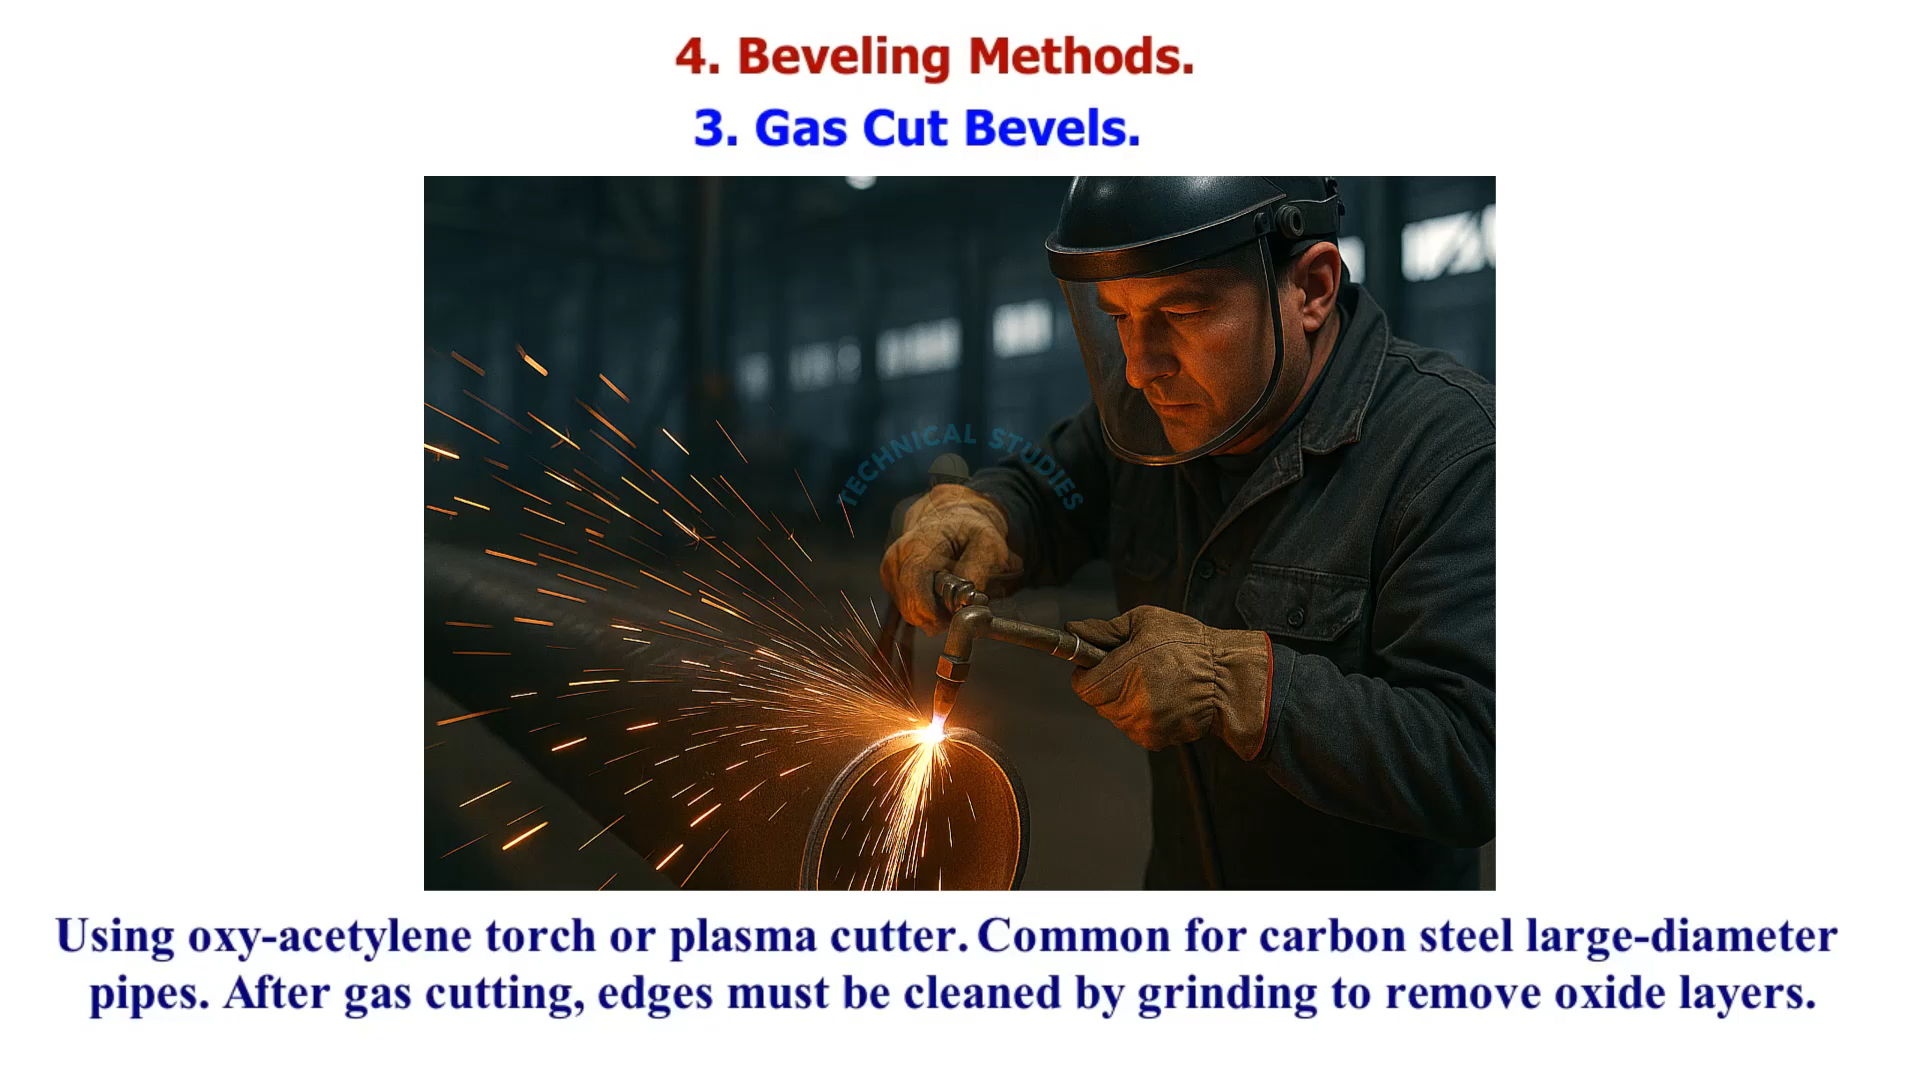 4. Beveling Methods.
3. Gas Cut Bevels.
TECHNICAL STUDIES
Using oxy-acetylene torch or plasma cutter. Common for carbon steel large-diameter
pipes. After gas cutting, edges must be cleaned by grinding to remove oxide layers.